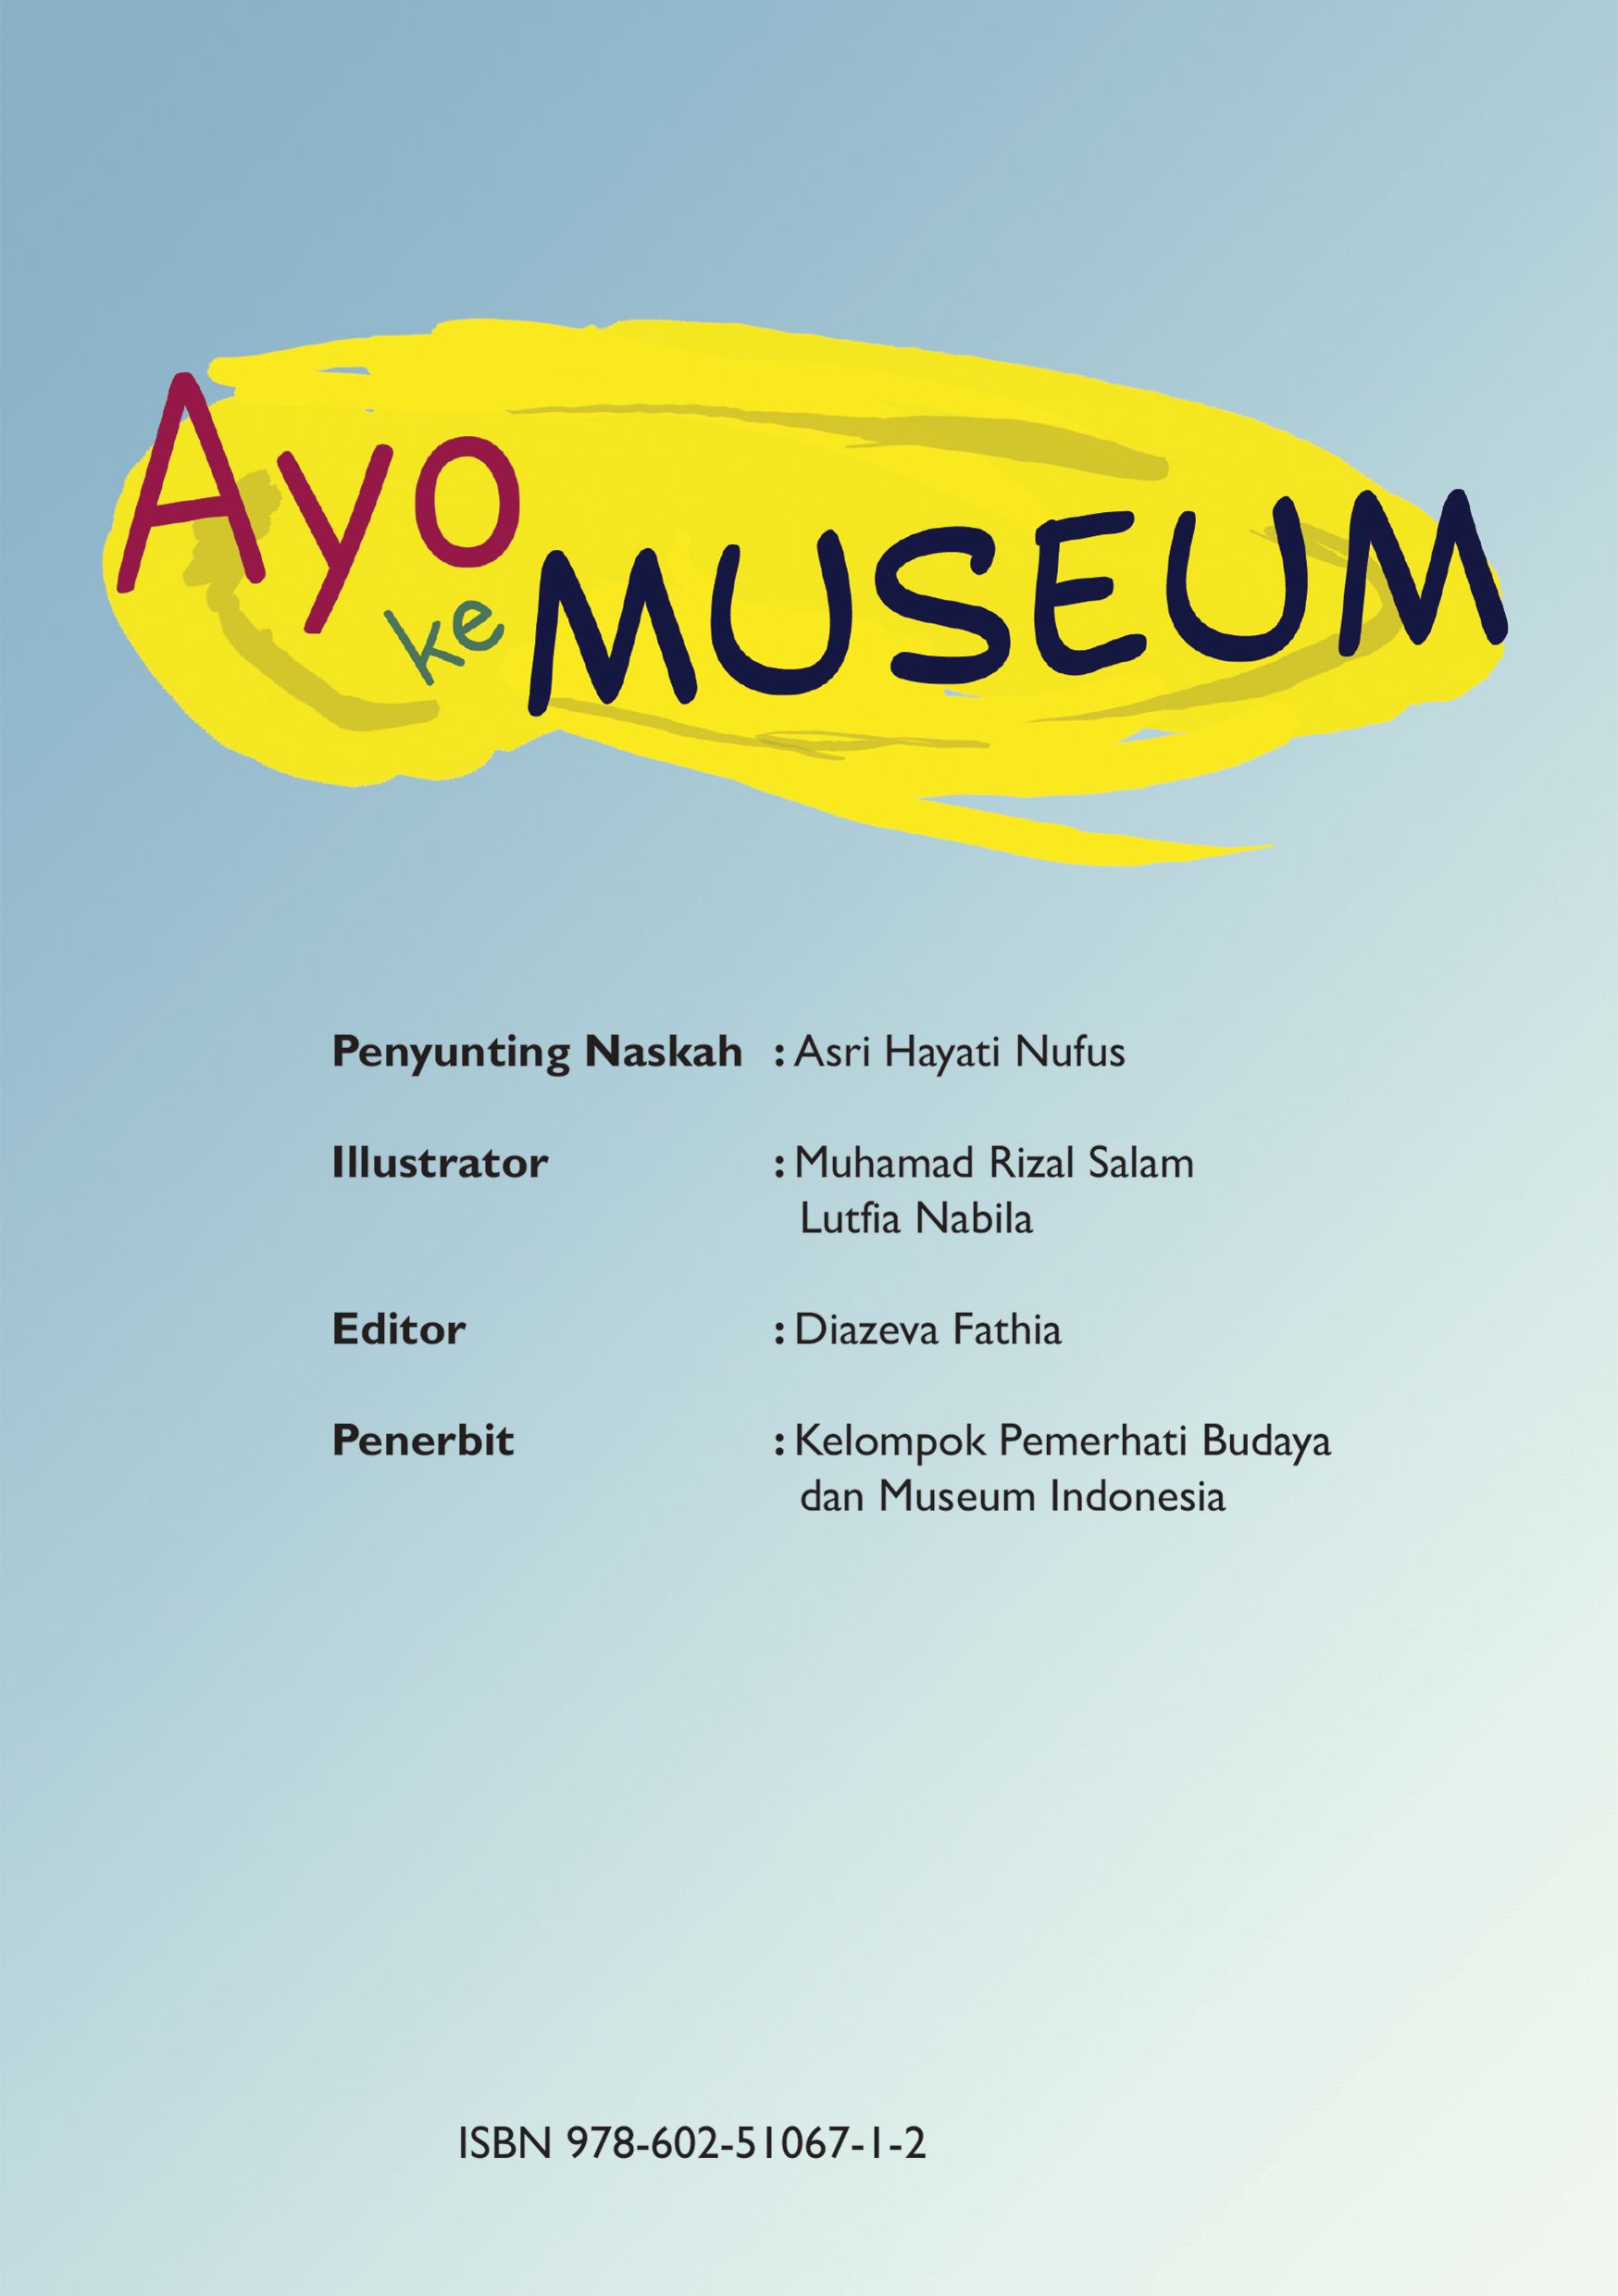 Ayo
ke MUSEUM
Penyunting Naskah : Asri Hayati Nufus
Illustrator : Muhamad Rizal Salam
Lutfia Nabila
Editor : Diazeva Fathia
Penerbit : Kelompok Pemerhati Budaya
dan Museum Indonesia
ISBN 978-602-51067-1-2